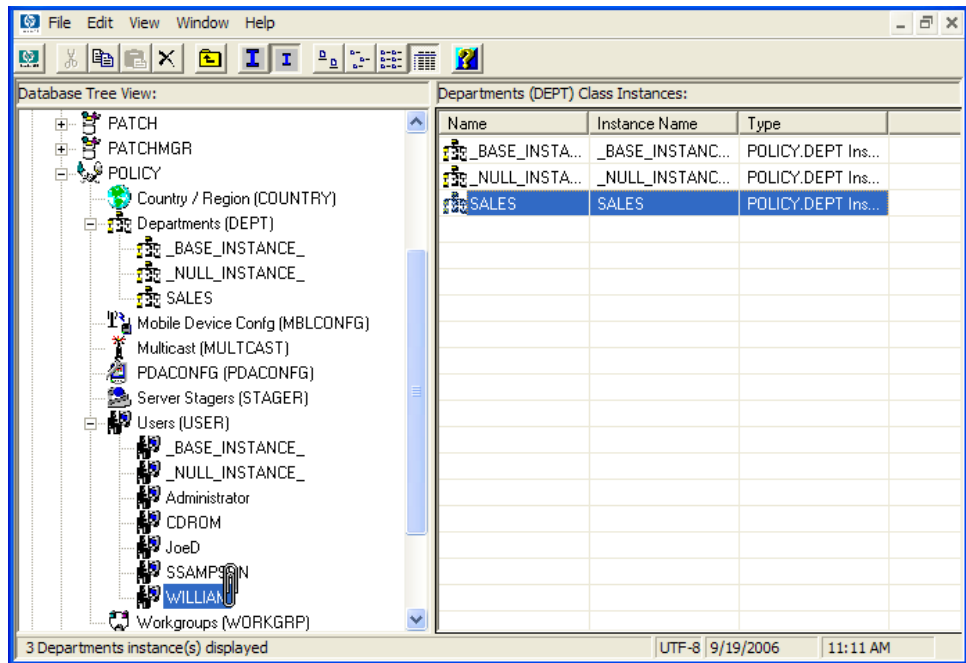 File Edit View Window Help
Database Tree View:
PATCH
PATCHMGR
POLICY
Country / Region (COUNTRY)
Departments (DEPT)
_BASE_INSTANCE_
_NULL_INSTANCE_
SALES
Mobile Device Confg (MBLCONFG)
Multicast (MULTCAST)
PDACONFG (PDACONFG)
Server Stagers (STAGER)
Users (USER)
_BASE_INSTANCE_
_NULL_INSTANCE_
Administrator
CDROM
JoeD
SSAMPSON
Workgroups (WORKGRP)
Departments (DEPT) Class Instances:
Name Instance Name Type
_BASE_INSTA... _BASE_INSTANC... POLICY.DEPT Ins...
_NULL_INSTA... _NULL_INSTANC... POLICY.DEPT Ins...
SALES SALES POLICY.DEPT Ins...
3 Departments instance(s) displayed UTF-8 9/19/2006 11:11 AM